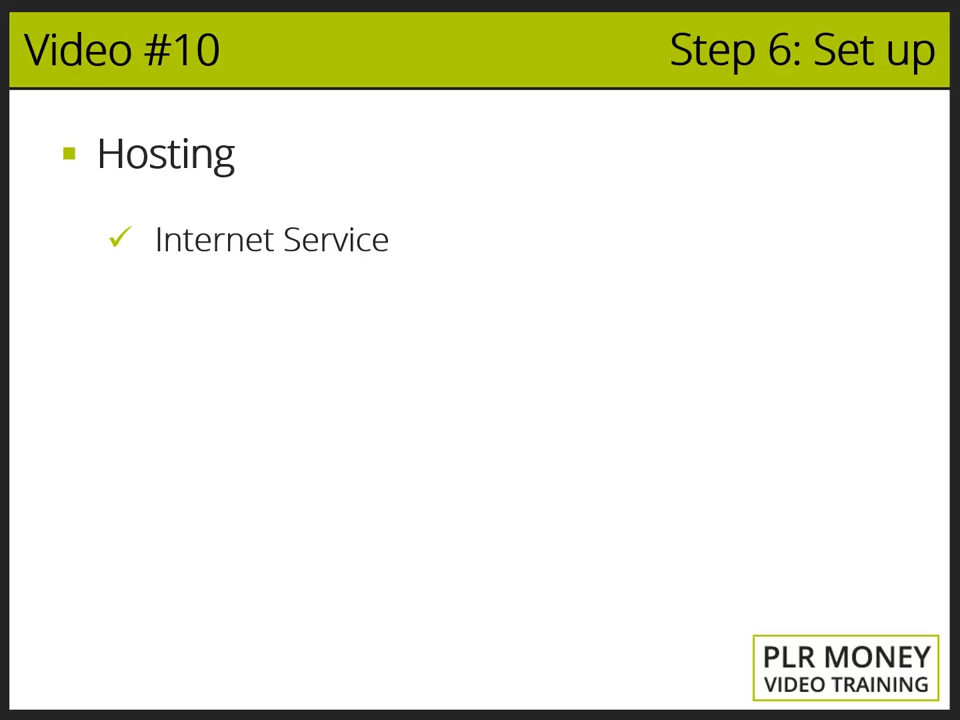 Video #10
Step 6: Set up
Hosting
Internet Service
PLR MONEY
VIDEO TRAINING